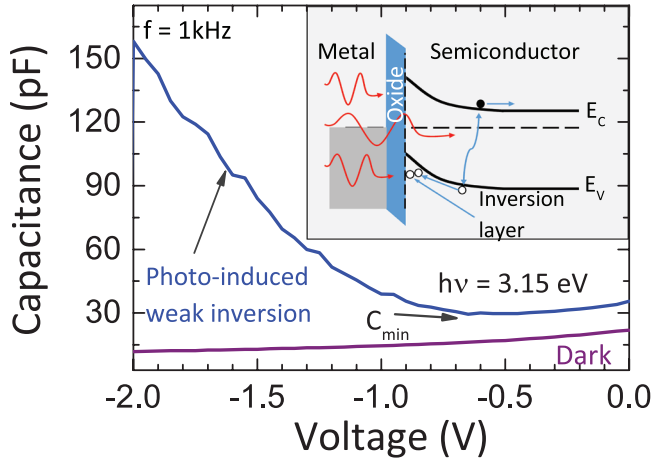 f = 1kHz
Metal
Semiconductor
Oxide
E_C
E_V
Inversion
layer
Photo-induced
weak inversion
hν = 3.15 eV
C_min
Dark
Capacitance (pF)
150
120
90
60
30
-2.0 -1.5 -1.0 -0.5 0.0
Voltage (V)